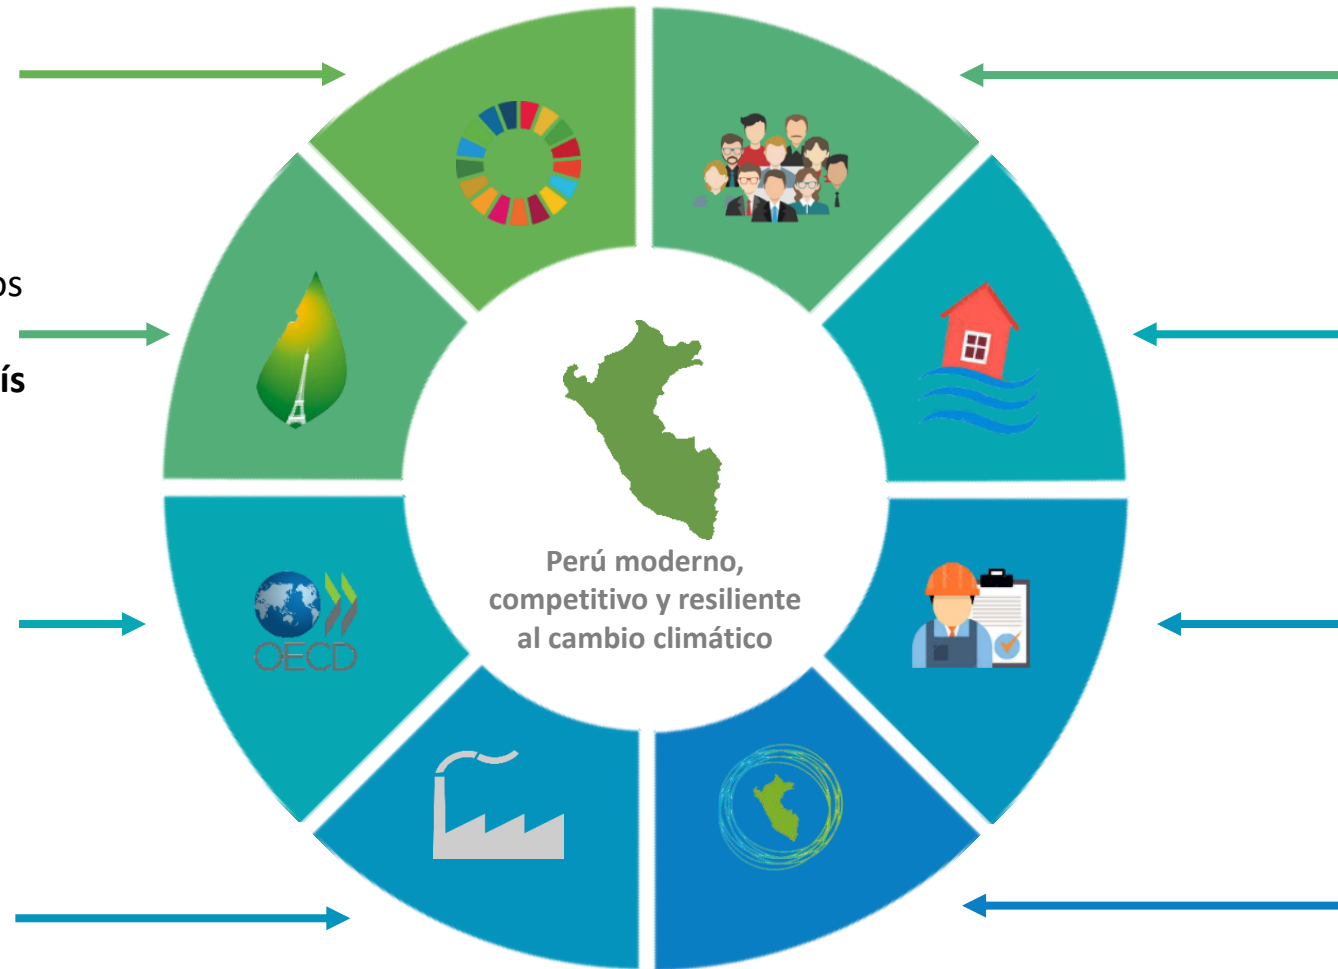 os
ís
OECD
Perú moderno,
competitivo y resiliente
al cambio climático